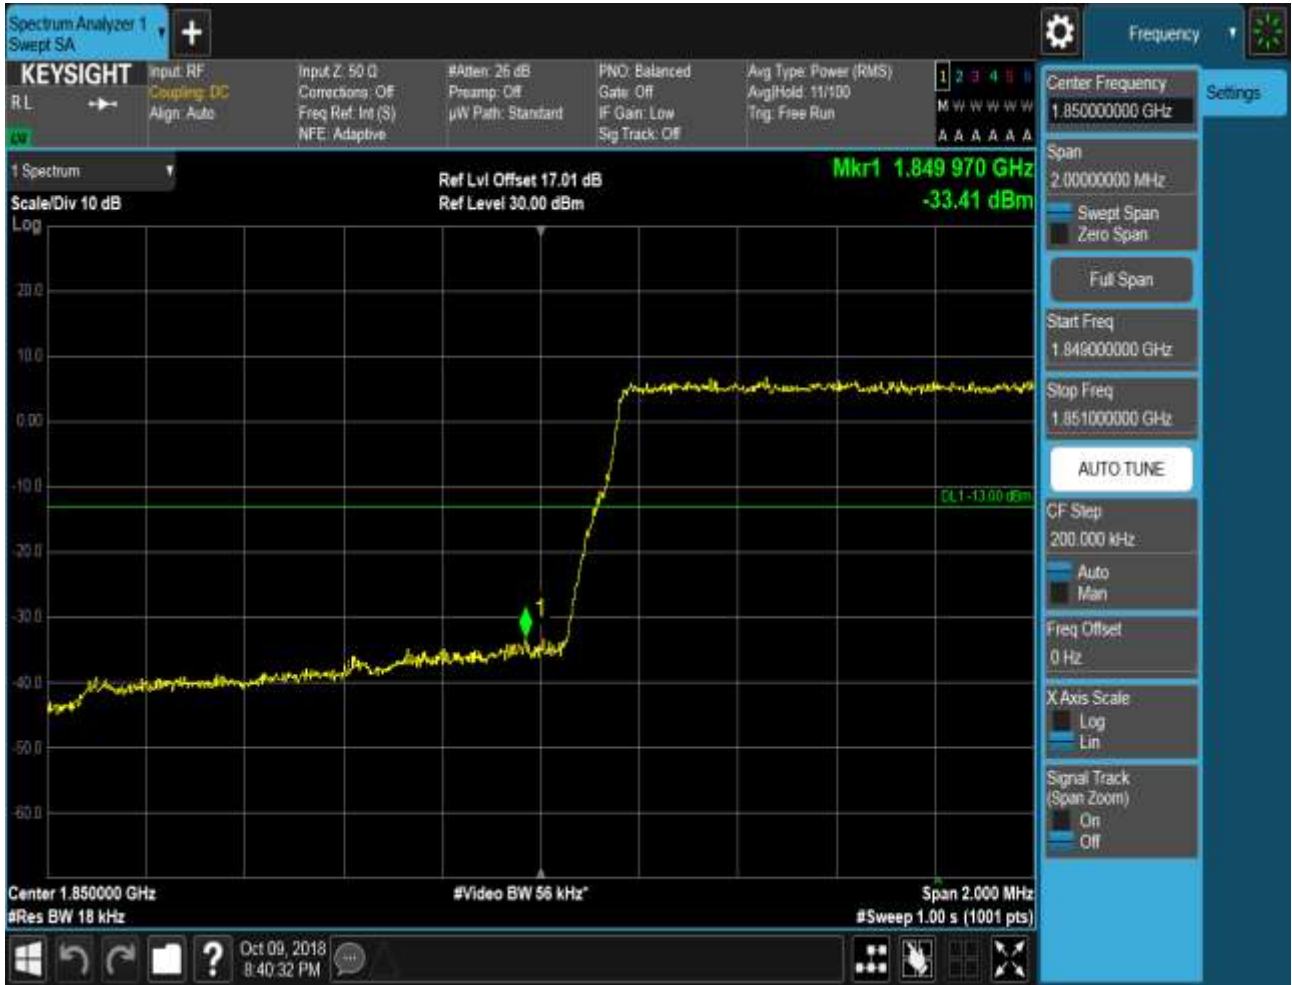 Spectrum Analyzer 1
Swept SA
+
Frequency
KEYSIGHT
RL
LW
Input: RF
Coupling: DC
Align: Auto
Input Z: 50 Ω
Corrections: Off
Freq Ref: Int (S)
NFE: Adaptive
#Atten: 26 dB
Preamp: Off
µW Path: Standard
PNO: Balanced
Gate: Off
IF Gain: Low
Sig Track: Off
Avg Type: Power (RMS)
Avg|Hold: 11/100
Trig: Free Run
1 2 3 4 5 6
M W W W W W
A A A A A A
1 Spectrum
Scale/Div 10 dB
Log
Ref Lvl Offset 17.01 dB
Ref Level 30.00 dBm
Mkr1 1.849 970 GHz
-33.41 dBm
20.0
10.0
0.00
-10.0
-20.0
-30.0
-40.0
-50.0
-60.0
DL1 -13.00 dBm
1
Center 1.850000 GHz
#Res BW 18 kHz
#Video BW 56 kHz*
Span 2.000 MHz
#Sweep 1.00 s (1001 pts)
Center Frequency
1.850000000 GHz
Settings
Span
2.00000000 MHz
Swept Span
Zero Span
Full Span
Start Freq
1.849000000 GHz
Stop Freq
1.851000000 GHz
AUTO TUNE
CF Step
200.000 kHz
Auto
Man
Freq Offset
0 Hz
X Axis Scale
Log
Lin
Signal Track
(Span Zoom)
On
Off
?
Oct 09, 2018
8:40:32 PM